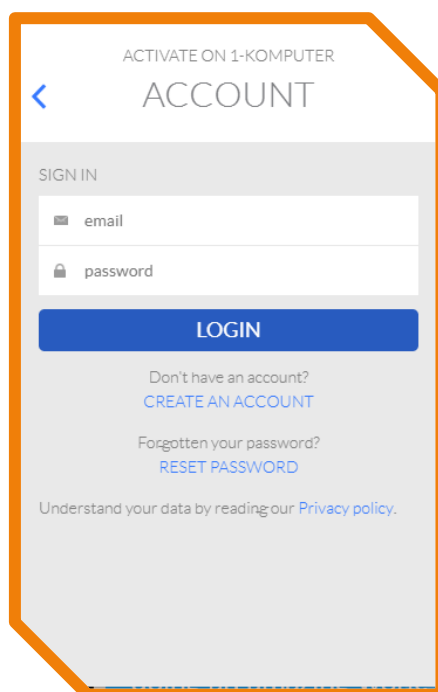 ACTIVATE ON 1-KOMPUTER
ACCOUNT
SIGN IN
email
password
LOGIN
Don't have an account?
CREATE AN ACCOUNT
Forgotten your password?
RESET PASSWORD
Understand your data by reading our Privacy policy.